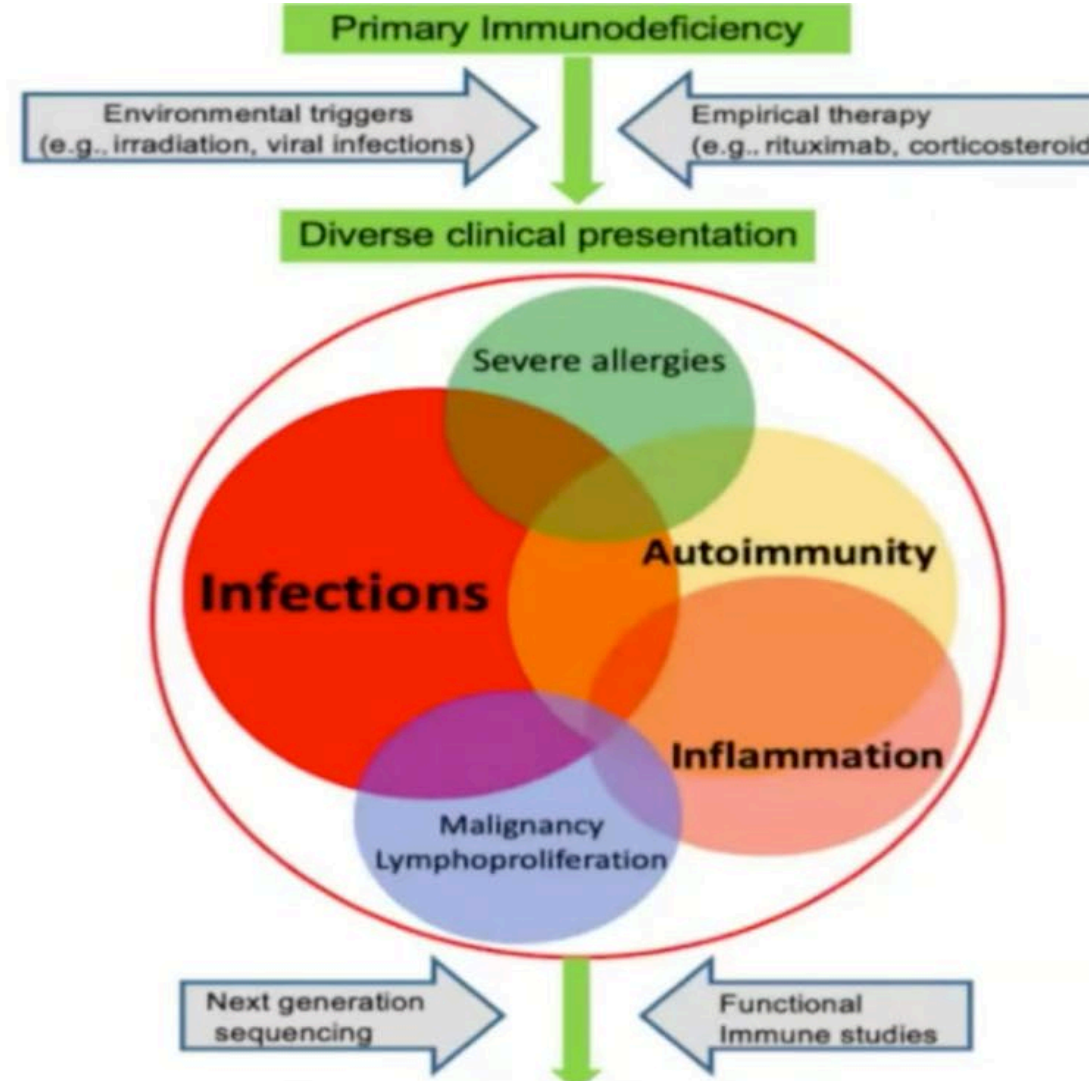 Primary Immunodeficiency
Environmental triggers
(e.g., irradiation, viral infections)
Empirical therapy
(e.g., rituximab, corticosteroid
Diverse clinical presentation
Severe allergies
Autoimmunity
Infections
Inflammation
Malignancy
Lymphoproliferation
Next generation
sequencing
Functional
Immune studies